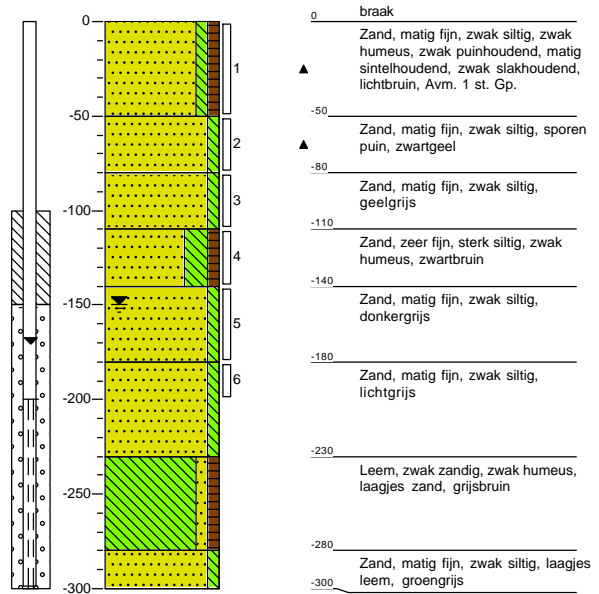 0
-50
-100
-150
-200
-250
-300
1
2
3
4
5
6
0
braak
Zand, matig fijn, zwak siltig, zwak
humeus, zwak puinhoudend, matig
sintelhoudend, zwak slakhoudend,
lichtbruin, Avm. 1 st. Gp.
-50
Zand, matig fijn, zwak siltig, sporen
puin, zwartgeel
-80
Zand, matig fijn, zwak siltig,
geelgrijs
-110
Zand, zeer fijn, sterk siltig, zwak
humeus, zwartbruin
-140
Zand, matig fijn, zwak siltig,
donkergrijs
-180
Zand, matig fijn, zwak siltig,
lichtgrijs
-230
Leem, zwak zandig, zwak humeus,
laagjes zand, grijsbruin
-280
Zand, matig fijn, zwak siltig, laagjes
leem, groengrijs
-300